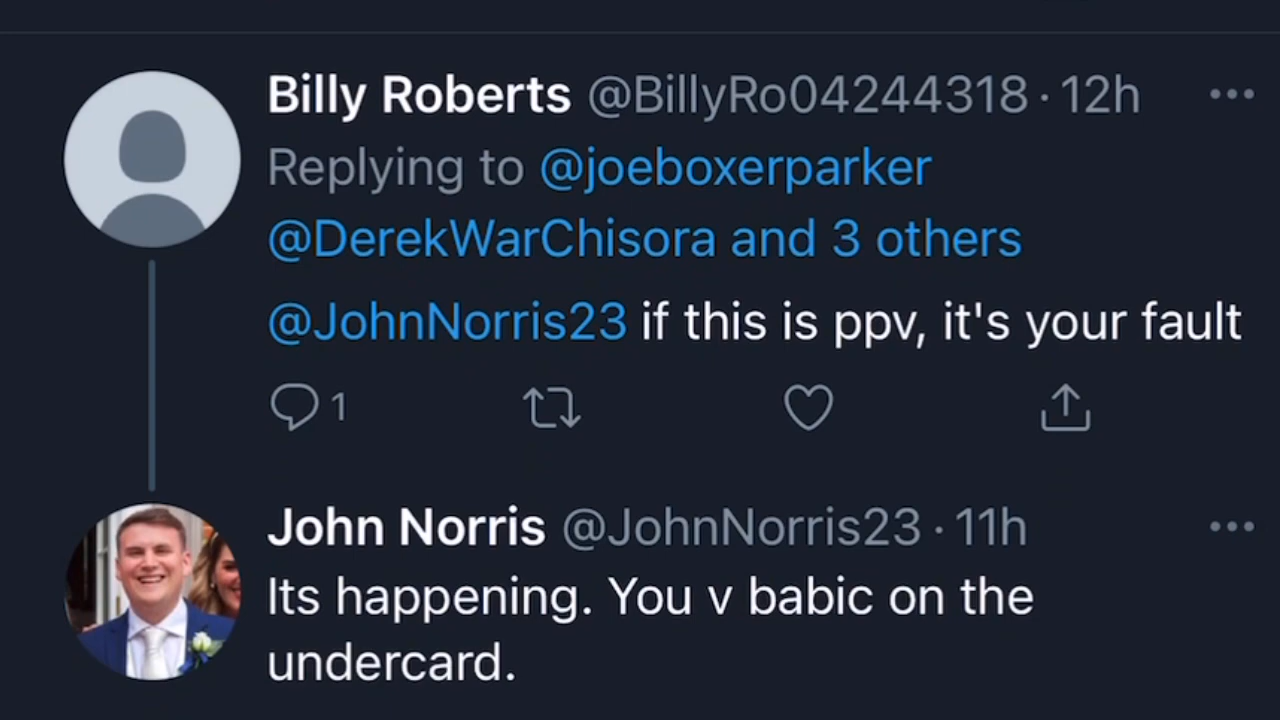 Billy Roberts @BillyRo04244318 · 12h
Replying to @joeboxerparker
@DerekWarChisora and 3 others
@JohnNorris23 if this is ppv, it's your fault
1
John Norris @JohnNorris23 · 11h
Its happening. You v babic on the
undercard.